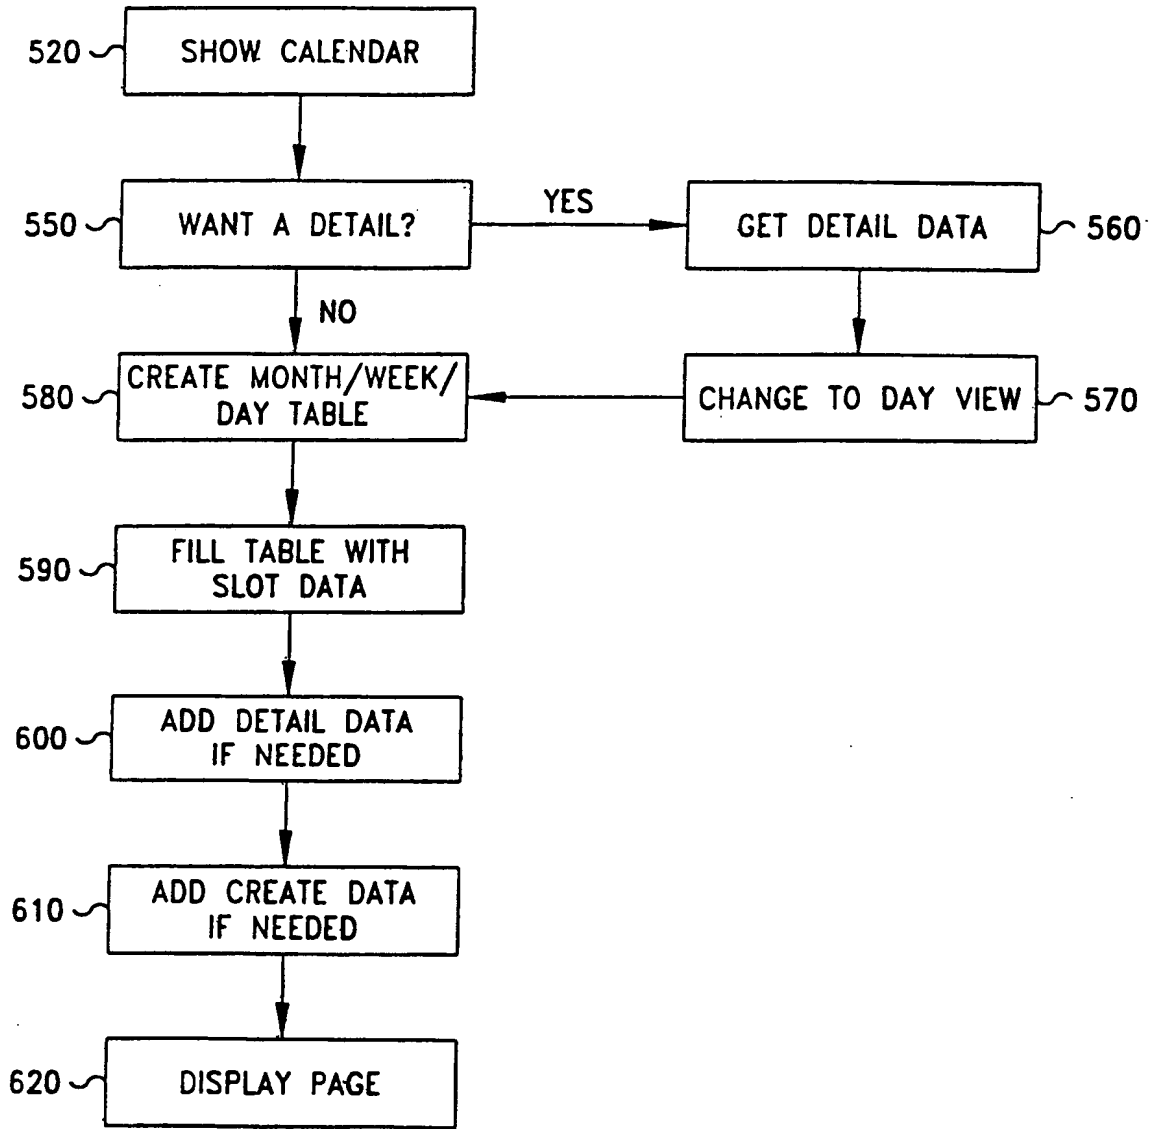 520 SHOW CALENDAR
550 WANT A DETAIL?
YES
GET DETAIL DATA 560
NO
580 CREATE MONTH/WEEK/
DAY TABLE
CHANGE TO DAY VIEW 570
590 FILL TABLE WITH
SLOT DATA
600 ADD DETAIL DATA
IF NEEDED
610 ADD CREATE DATA
IF NEEDED
620 DISPLAY PAGE